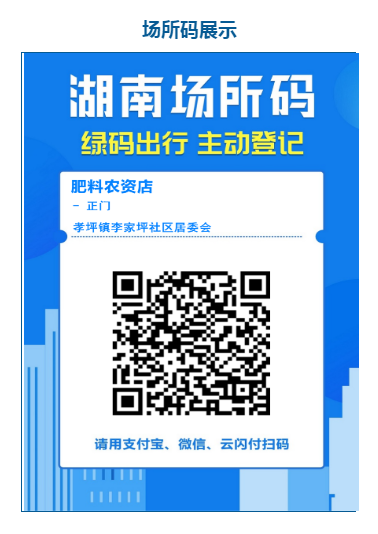 场所码展示
湖南场所码
绿码出行 主动登记
肥料农资店
- 正门
孝坪镇李家坪社区居委会
请用支付宝、微信、云闪付扫码